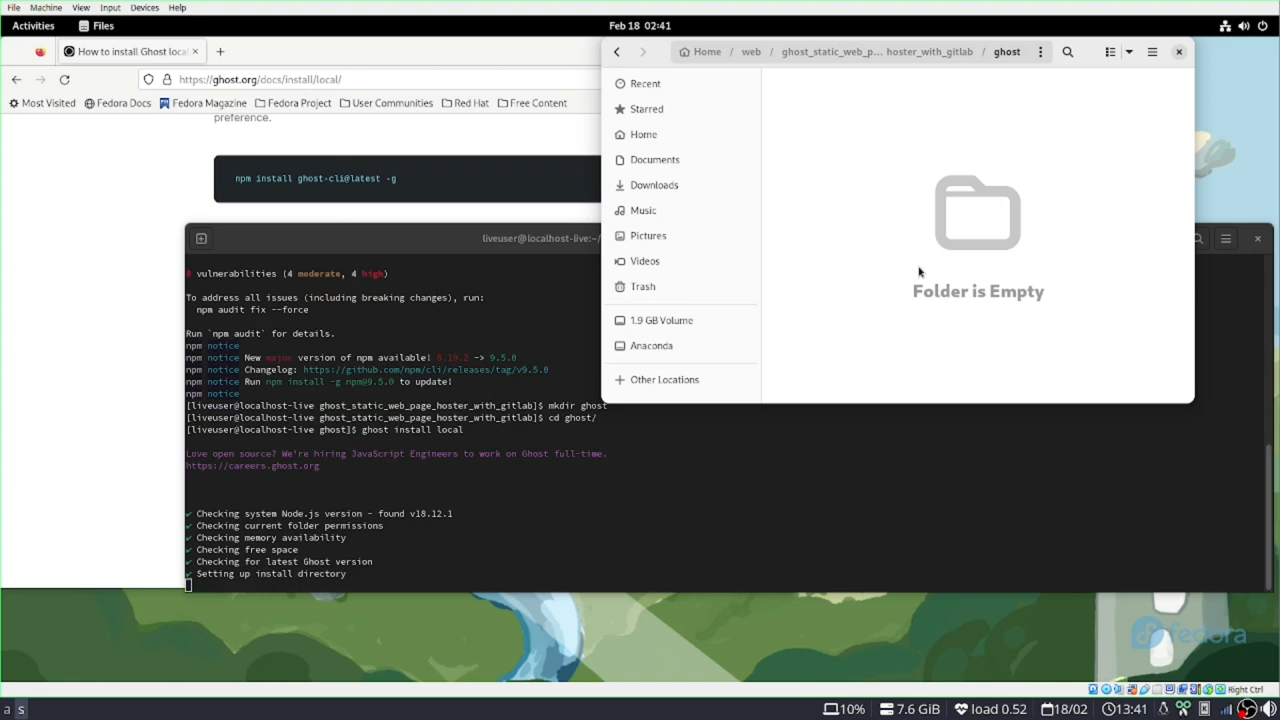 File Machine View Input Devices Help
Activities Files Feb 18 02:41
How to install Ghost loca
https://ghost.org/docs/install/local/
Most Visited Fedora Docs Fedora Magazine Fedora Project User Communities Red Hat Free Content
preference.
npm install ghost-cli@latest -g
Home / web / ghost_static_web_p... hoster_with_gitlab / ghost
Recent
Starred
Home
Documents
Downloads
Music
Pictures
Videos
Trash
1.9 GB Volume
Anaconda
Other Locations
Folder is Empty
liveuser@localhost-live:~/
8 vulnerabilities (4 moderate, 4 high)
To address all issues (including breaking changes), run:
npm audit fix --force
Run `npm audit` for details.
npm notice
npm notice New major version of npm available! 8.19.2 -> 9.5.0
npm notice Changelog: https://github.com/npm/cli/releases/tag/v9.5.0
npm notice Run npm install -g npm@9.5.0 to update!
npm notice
[liveuser@localhost-live ghost_static_web_page_hoster_with_gitlab]$ mkdir ghost
[liveuser@localhost-live ghost_static_web_page_hoster_with_gitlab]$ cd ghost/
[liveuser@localhost-live ghost]$ ghost install local
Love open source? We're hiring JavaScript Engineers to work on Ghost full-time.
https://careers.ghost.org
✔ Checking system Node.js version - found v18.12.1
✔ Checking current folder permissions
✔ Checking memory availability
✔ Checking free space
✔ Checking for latest Ghost version
✔ Setting up install directory
fedora
Right Ctrl
a s 10% 7.6 GiB load 0.52 18/02 13:41